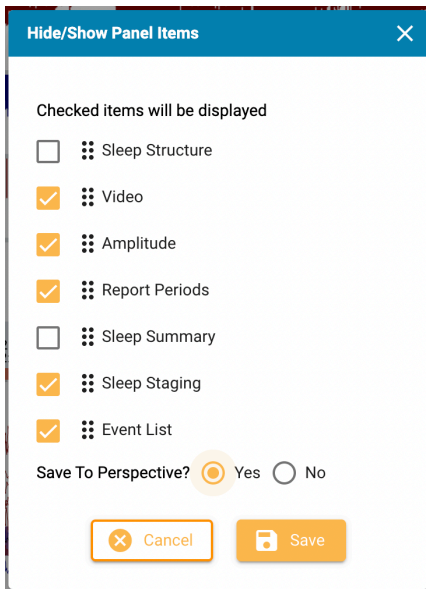 Hide/Show Panel Items
Checked items will be displayed
Sleep Structure
Video
Amplitude
Report Periods
Sleep Summary
Sleep Staging
Event List
Save To Perspective? Yes No
Cancel Save